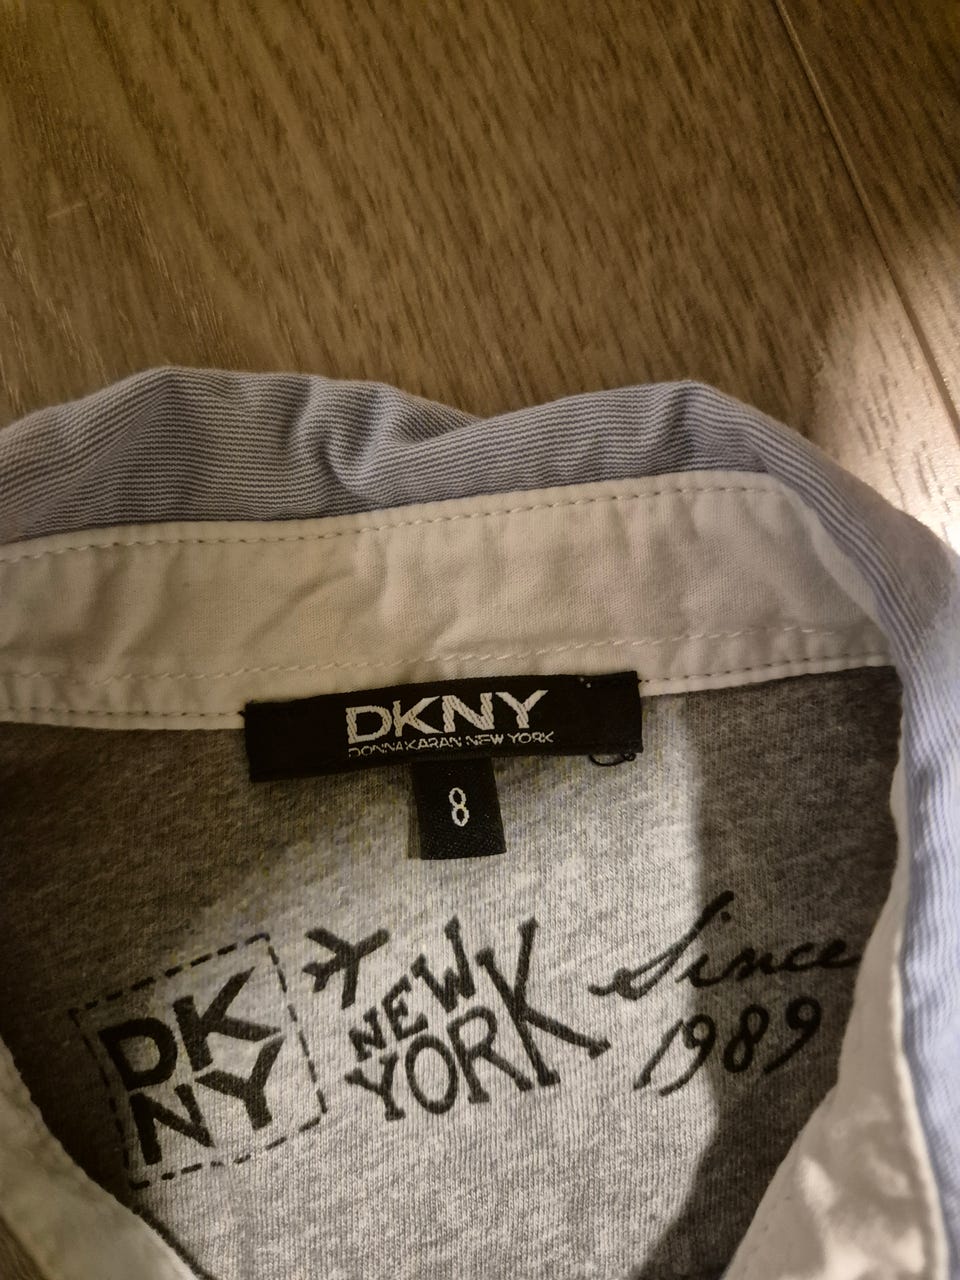 DKNY
DONNA KARAN NEW YORK
8
DK
NY
NEW
YORK
Since
1989